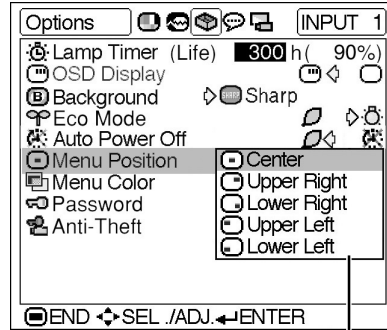 Options INPUT 1
Lamp Timer (Life) 300 h( 90%)
OSD Display
B Background SHARP Sharp
Eco Mode
Auto Power Off
Menu Position Center
Menu Color Upper Right
Password Lower Right
Anti-Theft Upper Left
Lower Left
END SEL./ADJ. ENTER